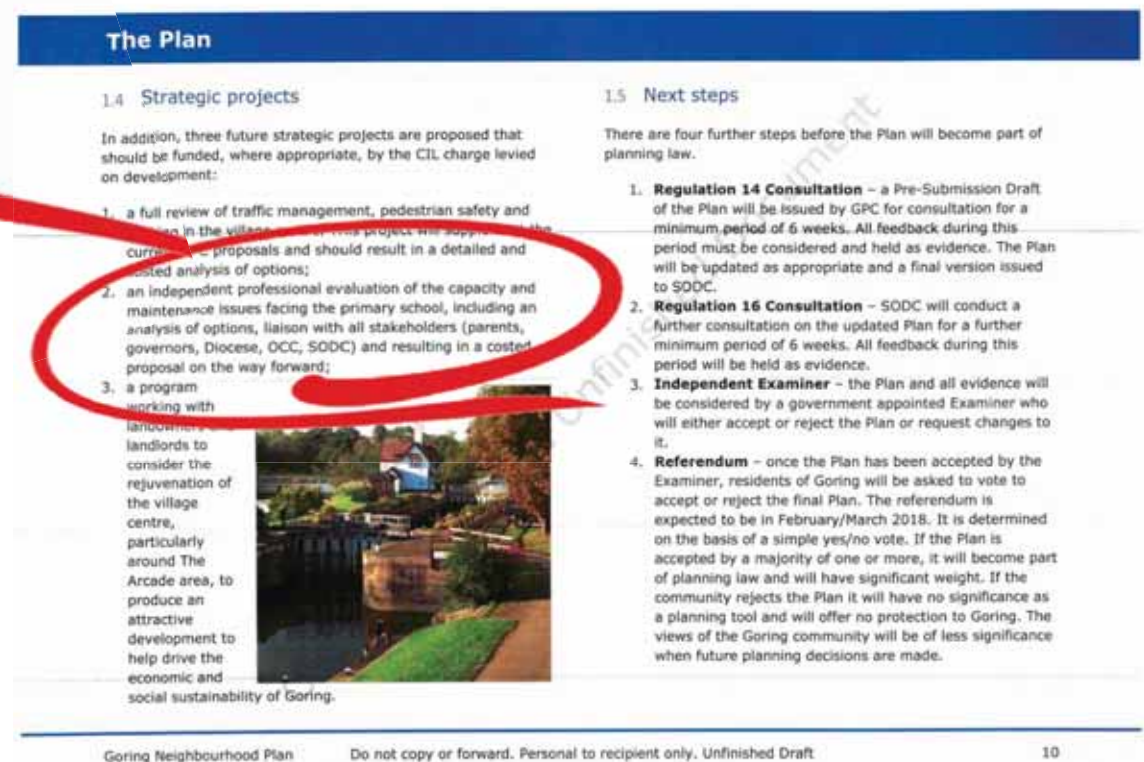 The Plan
1.4 Strategic projects
In addition, three future strategic projects are proposed that
should be funded, where appropriate, by the CIL charge levied
on development:
1. a full review of traffic management, pedestrian safety and
in the village project will the
proposals and should result in a detailed and
costed analysis of options;
2. an independent professional evaluation of the capacity and
maintenance issues facing the primary school, including an
analysis of options, liaison with all stakeholders (parents,
governors, Diocese, OCC, SODC) and resulting in a costed
proposal on the way forward;
3. a program
working with
landowners
landlords to
consider the
rejuvenation of
the village
centre,
particularly
around The
Arcade area, to
produce an
attractive
development to
help drive the
economic and
social sustainability of Goring.
1.5 Next steps
There are four further steps before the Plan will become part of
planning law.
1. Regulation 14 Consultation – a Pre-Submission Draft
of the Plan will be issued by GPC for consultation for a
minimum period of 6 weeks. All feedback during this
period must be considered and held as evidence. The Plan
will be updated as appropriate and a final version issued
to SODC.
2. Regulation 16 Consultation – SODC will conduct a
further consultation on the updated Plan for a further
minimum period of 6 weeks. All feedback during this
period will be held as evidence.
3. Independent Examiner – the Plan and all evidence will
be considered by a government appointed Examiner who
will either accept or reject the Plan or request changes to
it.
4. Referendum – once the Plan has been accepted by the
Examiner, residents of Goring will be asked to vote to
accept or reject the final Plan. The referendum is
expected to be in February/March 2018. It is determined
on the basis of a simple yes/no vote. If the Plan is
accepted by a majority of one or more, it will become part
of planning law and will have significant weight. If the
community rejects the Plan it will have no significance as
a planning tool and will offer no protection to Goring. The
views of the Goring community will be of less significance
when future planning decisions are made.
Goring Neighbourhood Plan Do not copy or forward. Personal to recipient only. Unfinished Draft 10